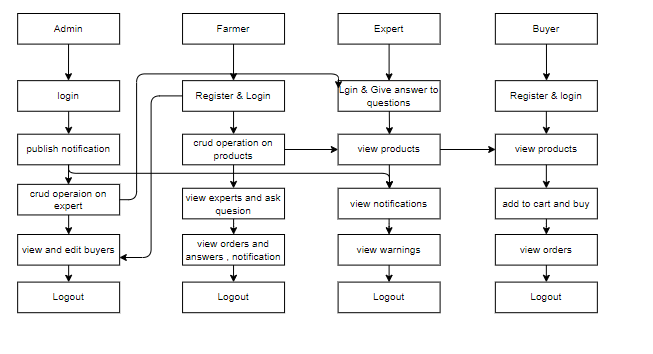 Admin
Farmer
Expert
Buyer
login
Register & Login
Lgin & Give answer to
questions
Register & login
publish notification
crud operation on
products
view products
view products
crud operaion on
expert
view experts and ask
quesion
view notifications
add to cart and buy
view and edit buyers
view orders and
answers , notification
view warnings
view orders
Logout
Logout
Logout
Logout